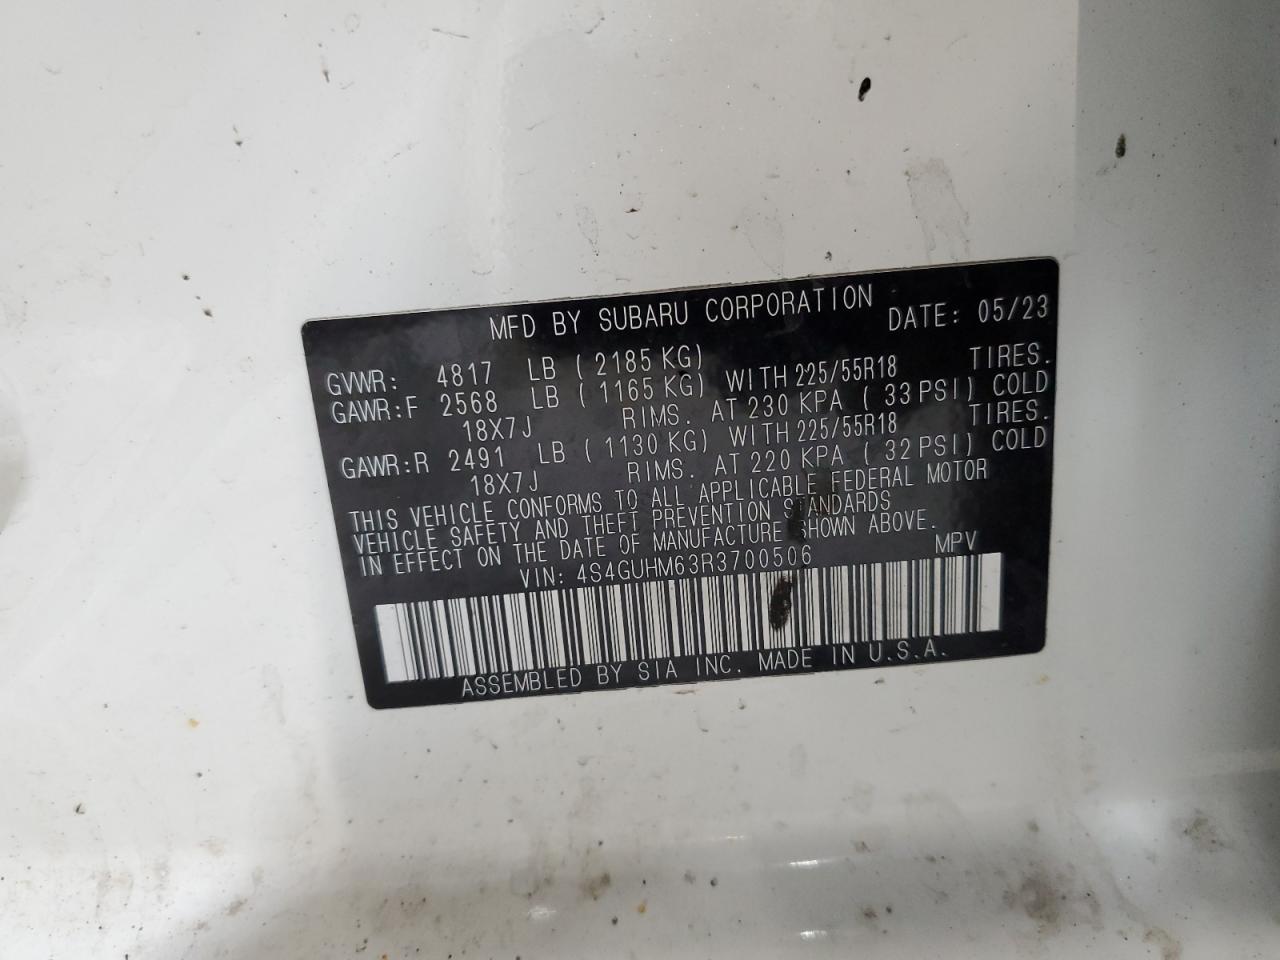 MFD BY SUBARU CORPORATION DATE: 05/23
GVWR: 4817 LB ( 2185 KG)
GAWR:F 2568 LB ( 1165 KG) WITH 225/55R18 TIRES.
18X7J RIMS. AT 230 KPA ( 33 PSI) COLD
GAWR:R 2491 LB ( 1130 KG) WITH 225/55R18 TIRES.
18X7J RIMS. AT 220 KPA ( 32 PSI) COLD
THIS VEHICLE CONFORMS TO ALL APPLICABLE FEDERAL MOTOR
VEHICLE SAFETY AND THEFT PREVENTION STANDARDS
IN EFFECT ON THE DATE OF MANUFACTURE SHOWN ABOVE.
VIN: 4S4GUHM63R3700506 MPV
ASSEMBLED BY SIA INC. MADE IN U.S.A.